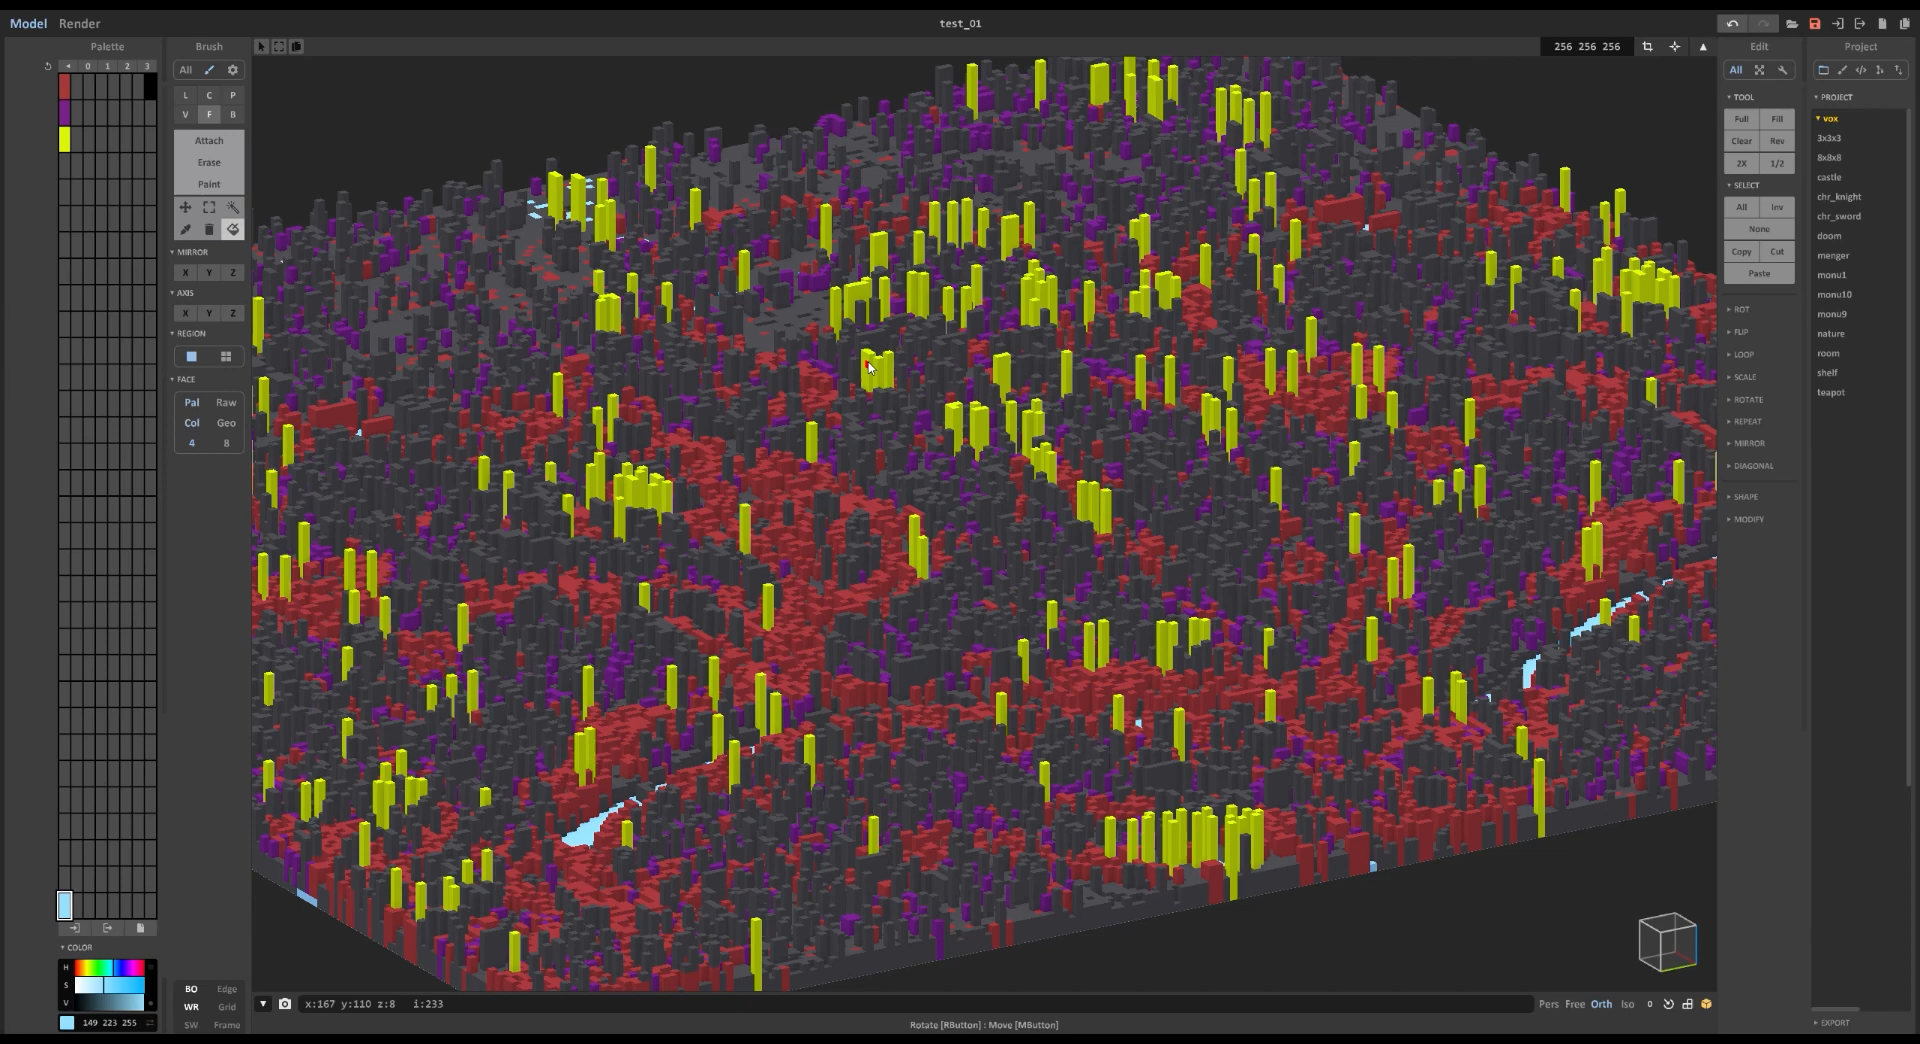 Model Render
test_01
Palette
Brush
256 256 256
Edit
Project
0 1 2 3
All
All
L C P
V F B
Attach
Erase
Paint
MIRROR
X Y Z
AXIS
X Y Z
REGION
FACE
Pal Raw
Col Geo
4 8
TOOL
Full Fill
Clear Rev
2X 1/2
SELECT
All Inv
None
Copy Cut
Paste
ROT
FLIP
LOOP
SCALE
ROTATE
REPEAT
MIRROR
DIAGONAL
SHAPE
MODIFY
PROJECT
vox
3x3x3
8x8x8
castle
chr_knight
chr_sword
doom
menger
monu1
monu10
monu9
nature
room
shelf
teapot
COLOR
H
S
V
149 223 255
BO Edge
WR Grid
SW Frame
x:167 y:110 z:8 i:233
Pers Free Orth Iso 0
Rotate [RButton] : Move [MButton]
EXPORT